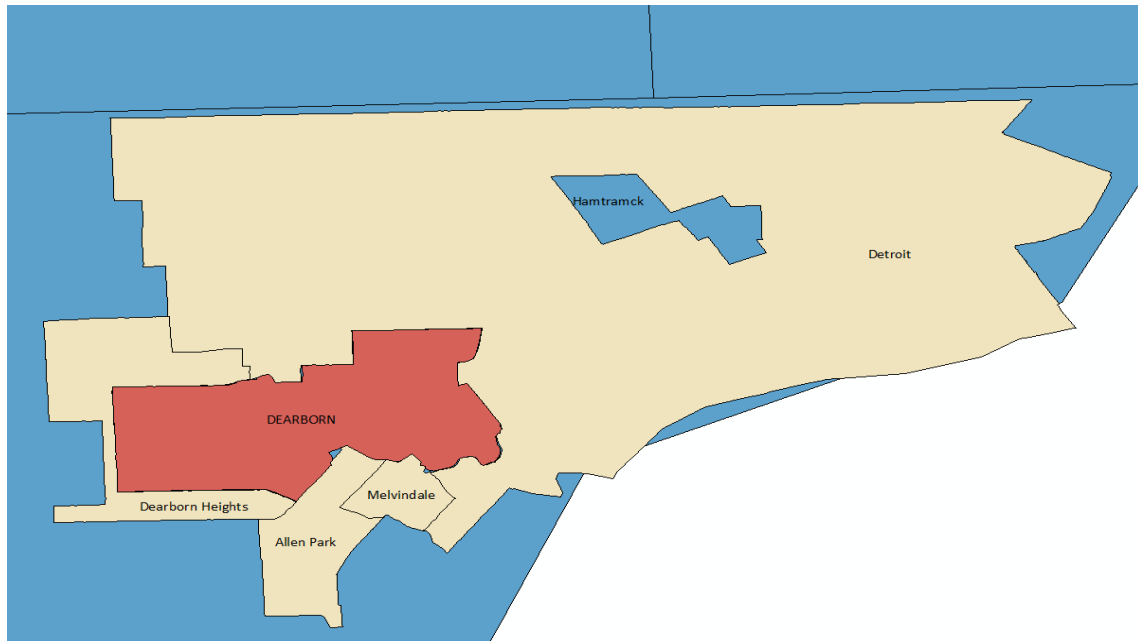 Hamtramck
Detroit
DEARBORN
Melvindale
Dearborn Heights
Allen Park